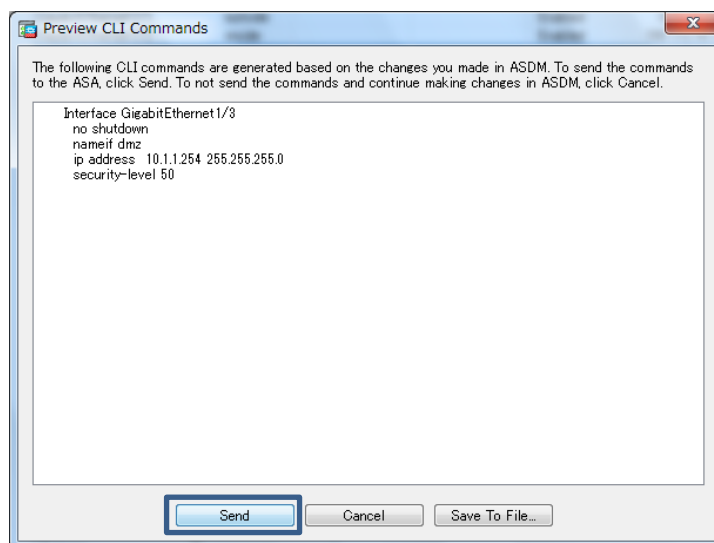 Preview CLI Commands
The following CLI commands are generated based on the changes you made in ASDM. To send the commands
to the ASA, click Send. To not send the commands and continue making changes in ASDM, click Cancel.
Interface GigabitEthernet1/3
no shutdown
nameif dmz
ip address 10.1.1.254 255.255.255.0
security-level 50
Send
Cancel
Save To File...